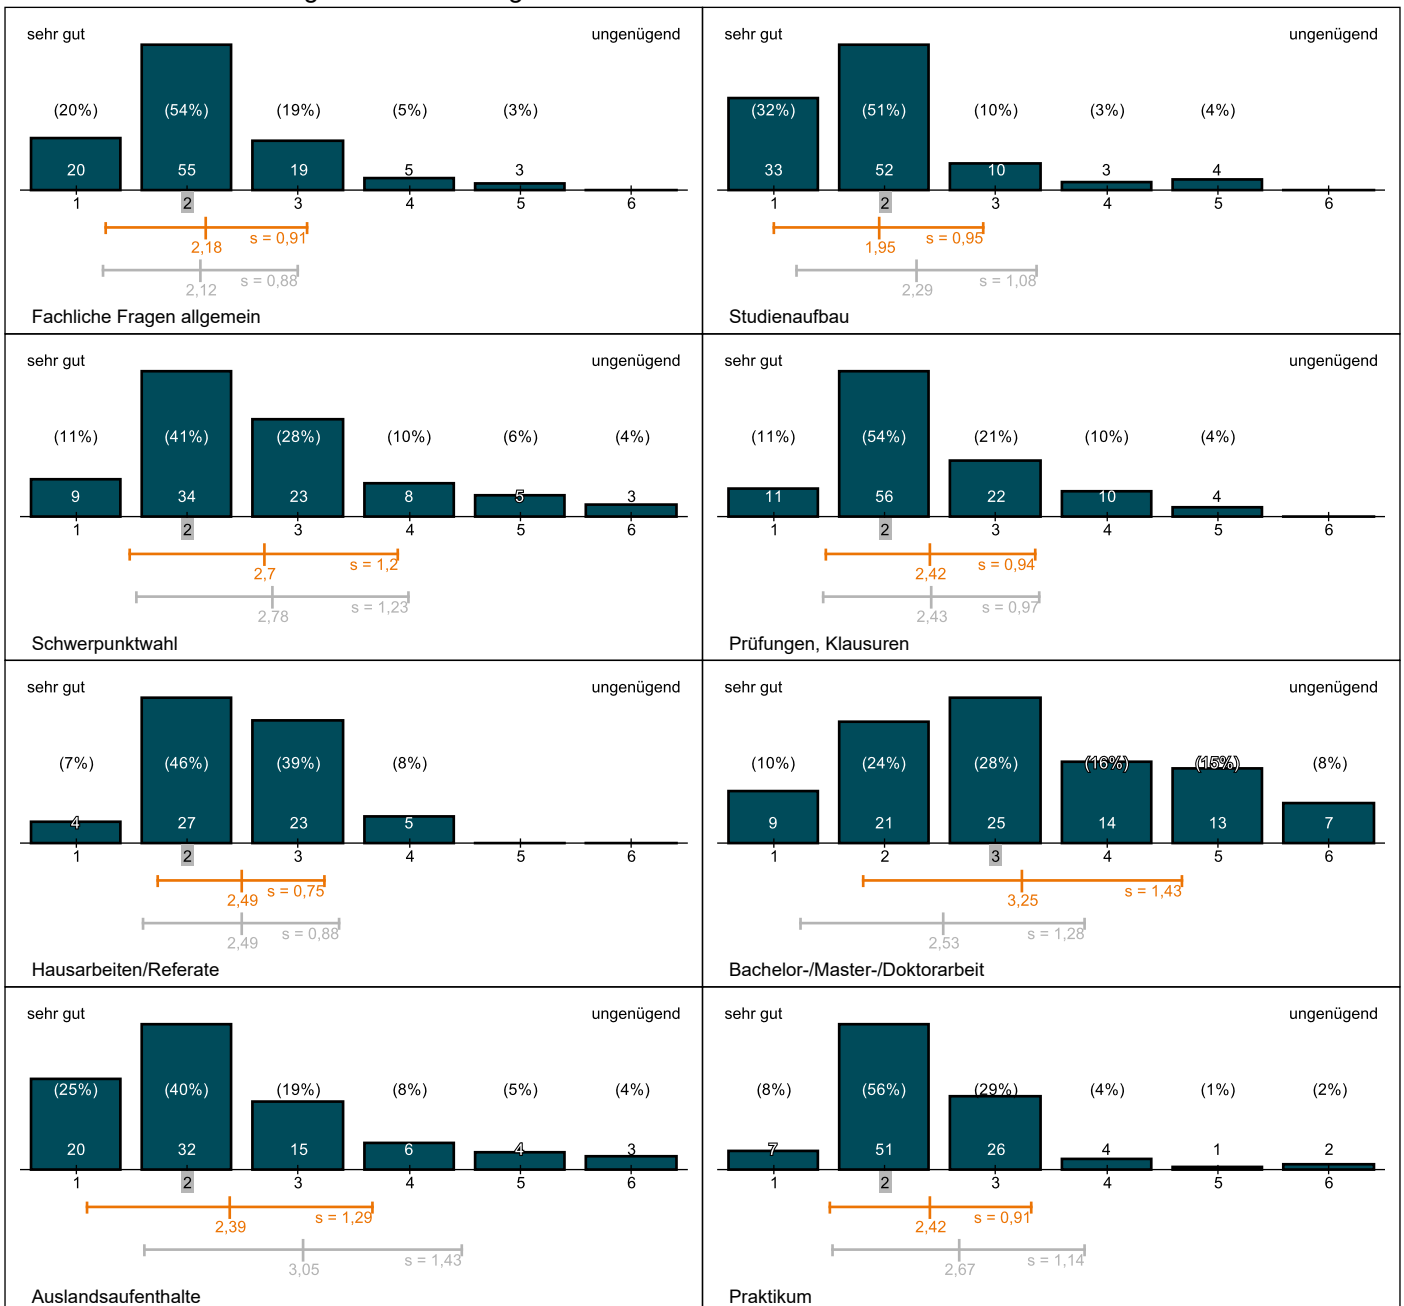 sehr gut ungenügend
(20%) (54%) (19%) (5%) (3%)
20 55 19 5 3
1 2 3 4 5 6
s = 0,91
2,18
s = 0,88
2,12
Fachliche Fragen allgemein
sehr gut ungenügend
(32%) (51%) (10%) (3%) (4%)
33 52 10 3 4
1 2 3 4 5 6
s = 0,95
1,95
s = 1,08
2,29
Studienaufbau
sehr gut ungenügend
(11%) (41%) (28%) (10%) (6%) (4%)
9 34 23 8 5 3
1 2 3 4 5 6
s = 1,2
2,7
s = 1,23
2,78
Schwerpunktwahl
sehr gut ungenügend
(11%) (54%) (21%) (10%) (4%)
11 56 22 10 4
1 2 3 4 5 6
s = 0,94
2,42
s = 0,97
2,43
Prüfungen, Klausuren
sehr gut ungenügend
(7%) (46%) (39%) (8%)
4 27 23 5
1 2 3 4 5 6
s = 0,75
2,49
s = 0,88
2,49
Hausarbeiten/Referate
sehr gut ungenügend
(10%) (24%) (28%) (16%) (15%) (8%)
9 21 25 14 13 7
1 2 3 4 5 6
s = 1,43
3,25
s = 1,28
2,53
Bachelor-/Master-/Doktorarbeit
sehr gut ungenügend
(25%) (40%) (19%) (8%) (5%) (4%)
20 32 15 6 4 3
1 2 3 4 5 6
s = 1,29
2,39
s = 1,43
3,05
Auslandsaufenthalte
sehr gut ungenügend
(8%) (56%) (29%) (4%) (1%) (2%)
7 51 26 4 1 2
1 2 3 4 5 6
s = 0,91
2,42
s = 1,14
2,67
Praktikum